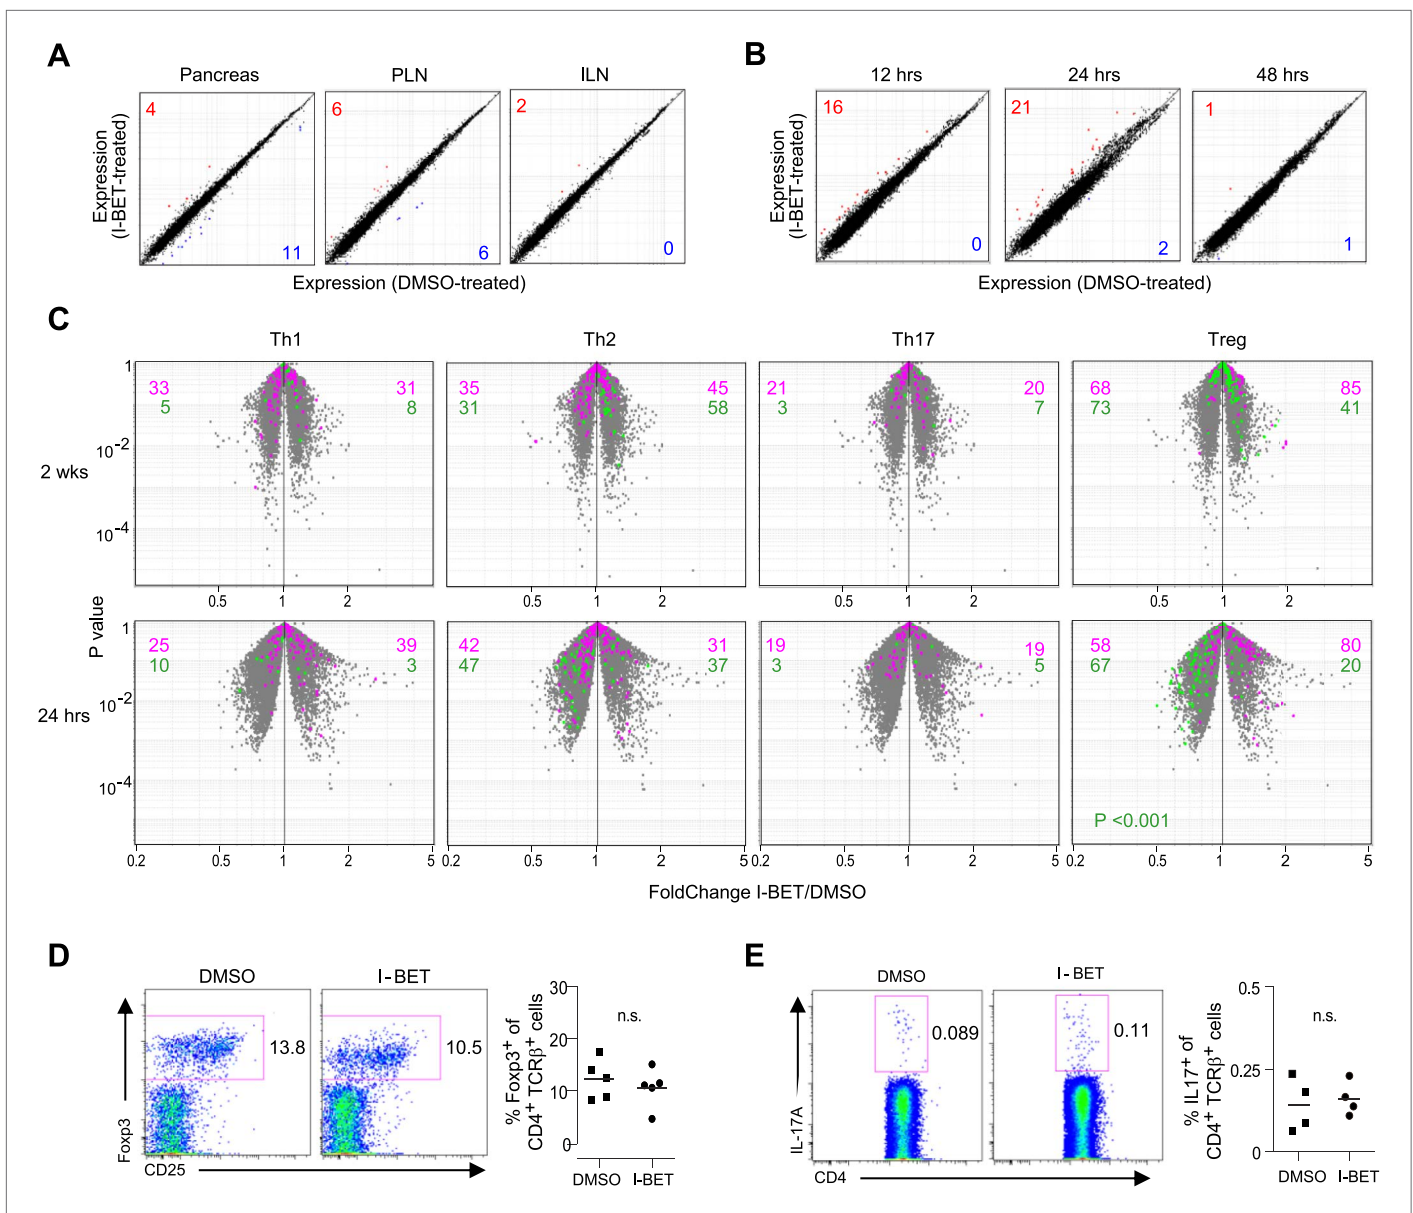 A
Pancreas
PLN
ILN
Expression
(I-BET-treated)
4
11
6
6
2
0
Expression (DMSO-treated)
B
12 hrs
24 hrs
48 hrs
Expression
(I-BET-treated)
16
0
21
2
1
1
Expression (DMSO-treated)
C
Th1
Th2
Th17
Treg
2 wks
1
10⁻²
10⁻⁴
33
5
31
8
35
31
45
58
21
3
20
7
68
73
85
41
0.5 1 2
0.5 1 2
0.5 1 2
0.5 1 2
P value
24 hrs
1
10⁻²
10⁻⁴
25
10
39
3
42
47
31
37
19
3
19
5
58
67
80
20
P <0.001
0.2 0.5 1 2 5
0.2 0.5 1 2 5
0.2 0.5 1 2 5
0.2 0.5 1 2 5
FoldChange I-BET/DMSO
D
DMSO
I-BET
Foxp3
13.8
10.5
CD25
% Foxp3⁺ of
CD4⁺ TCRβ⁺ cells
30
20
10
0
n.s.
DMSO I-BET
E
DMSO
I-BET
IL-17A
0.089
0.11
CD4
% IL17⁺ of
CD4⁺ TCRβ⁺ cells
0.5
0.25
0
n.s.
DMSO I-BET